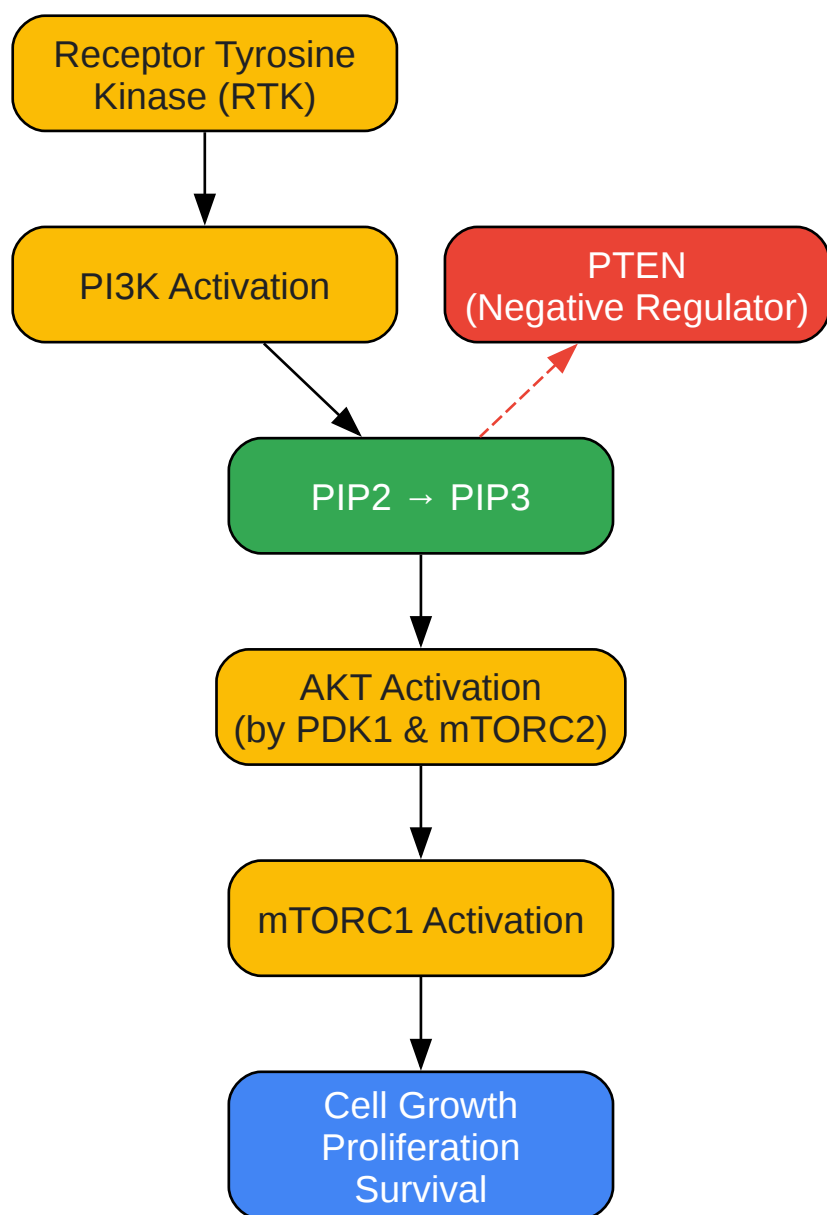 Receptor Tyrosine
Kinase (RTK)
PI3K Activation
PTEN
(Negative Regulator)
PIP2 → PIP3
AKT Activation
(by PDK1 & mTORC2)
mTORC1 Activation
Cell Growth
Proliferation
Survival